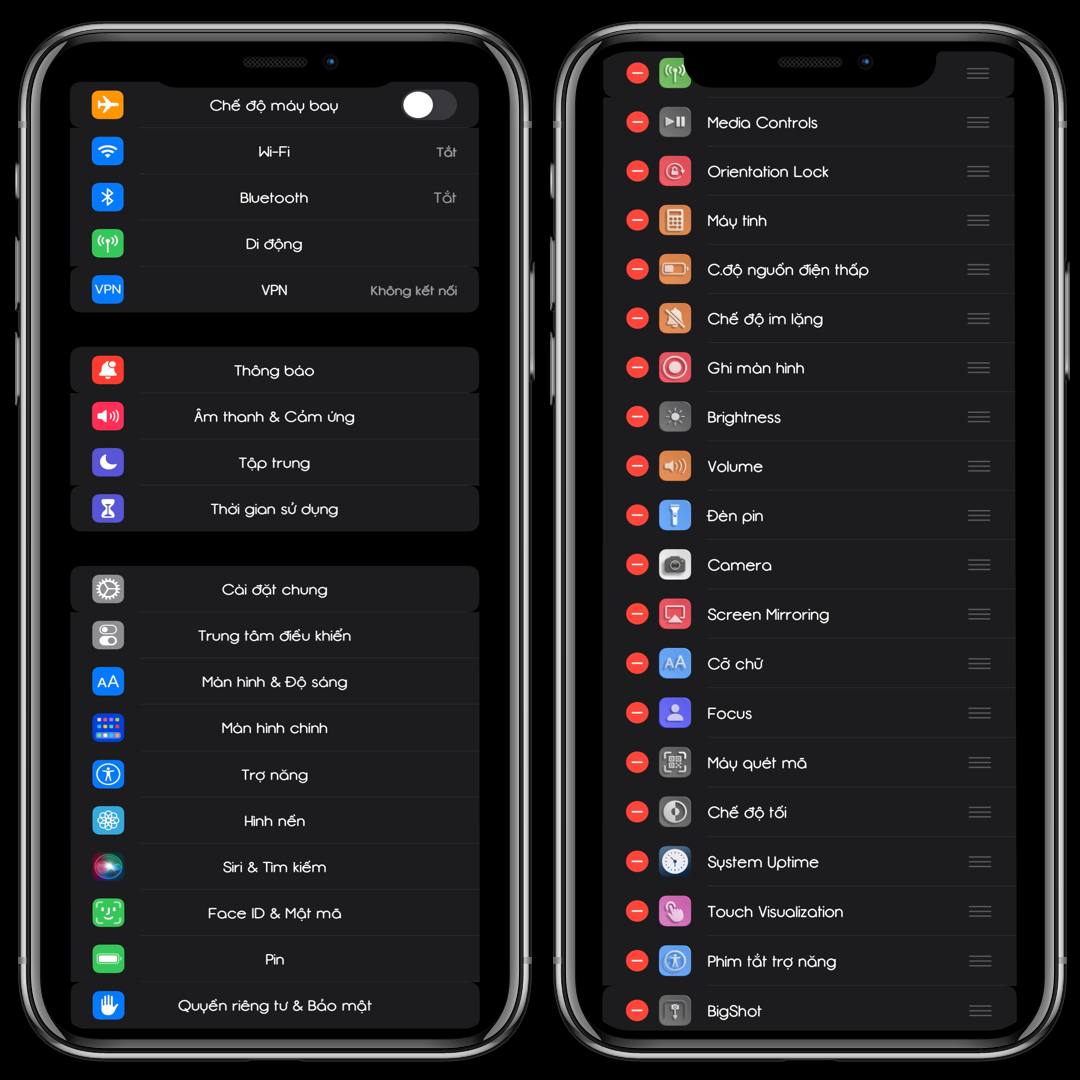 Chế độ máy bay
Wi-Fi
Tắt
Bluetooth
Tắt
Di động
VPN
VPN
Không kết nối
Thông báo
Âm thanh & Cảm ứng
Tập trung
Thời gian sử dụng
Cài đặt chung
Trung tâm điều khiển
AA
Màn hình & Độ sáng
Màn hình chính
Trợ năng
Hình nền
Siri & Tìm kiếm
Face ID & Mật mã
Pin
Quyền riêng tư & Bảo mật
Media Controls
Orientation Lock
Máy tính
C.độ nguồn điện thấp
Chế độ im lặng
Ghi màn hình
Brightness
Volume
Đèn pin
Camera
Screen Mirroring
AA
Cỡ chữ
Focus
Máy quét mã
Chế độ tối
System Uptime
Touch Visualization
Phím tắt trợ năng
BigShot